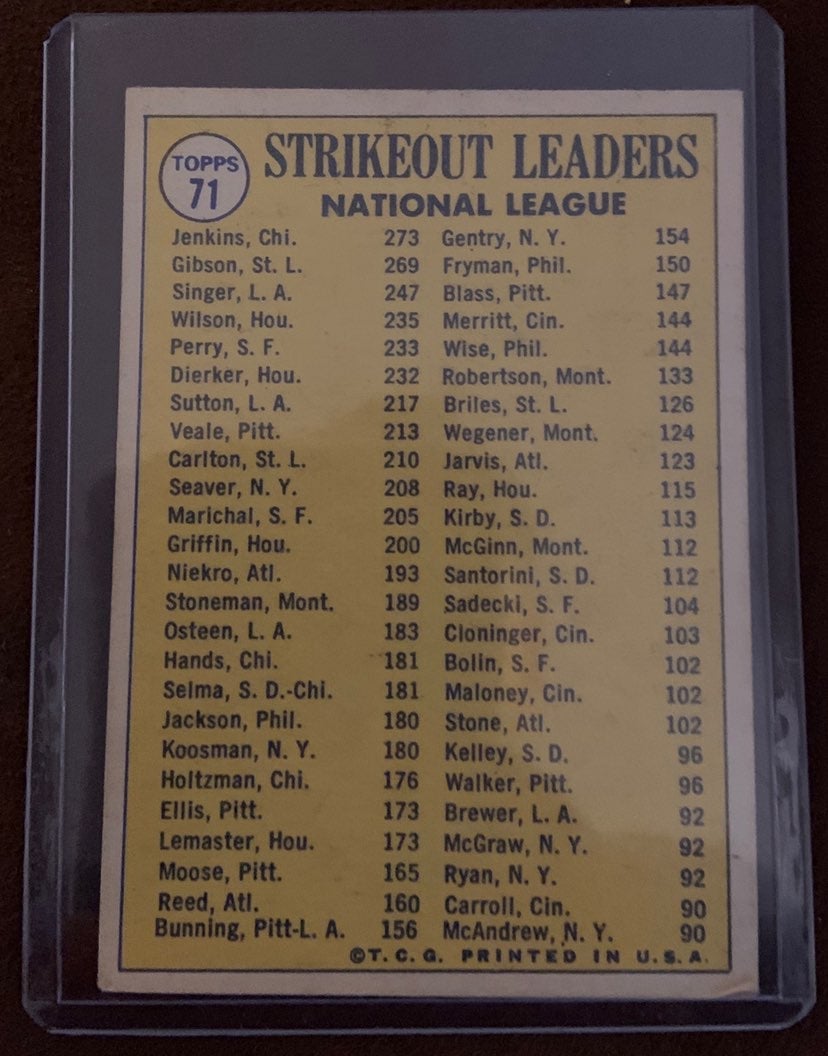 TOPPS
71
STRIKEOUT LEADERS
NATIONAL LEAGUE
Jenkins, Chi. 273 Gentry, N. Y. 154
Gibson, St. L. 269 Fryman, Phil. 150
Singer, L. A. 247 Blass, Pitt. 147
Wilson, Hou. 235 Merritt, Cin. 144
Perry, S. F. 233 Wise, Phil. 144
Dierker, Hou. 232 Robertson, Mont. 133
Sutton, L. A. 217 Briles, St. L. 126
Veale, Pitt. 213 Wegener, Mont. 124
Carlton, St. L. 210 Jarvis, Atl. 123
Seaver, N. Y. 208 Ray, Hou. 115
Marichal, S. F. 205 Kirby, S. D. 113
Griffin, Hou. 200 McGinn, Mont. 112
Niekro, Atl. 193 Santorini, S. D. 112
Stoneman, Mont. 189 Sadecki, S. F. 104
Osteen, L. A. 183 Cloninger, Cin. 103
Hands, Chi. 181 Bolin, S. F. 102
Selma, S. D.-Chi. 181 Maloney, Cin. 102
Jackson, Phil. 180 Stone, Atl. 102
Koosman, N. Y. 180 Kelley, S. D. 96
Holtzman, Chi. 176 Walker, Pitt. 96
Ellis, Pitt. 173 Brewer, L. A. 92
Lemaster, Hou. 173 McGraw, N. Y. 92
Moose, Pitt. 165 Ryan, N. Y. 92
Reed, Atl. 160 Carroll, Cin. 90
Bunning, Pitt-L. A. 156 McAndrew, N. Y. 90
©T. C. G. PRINTED IN U. S. A.